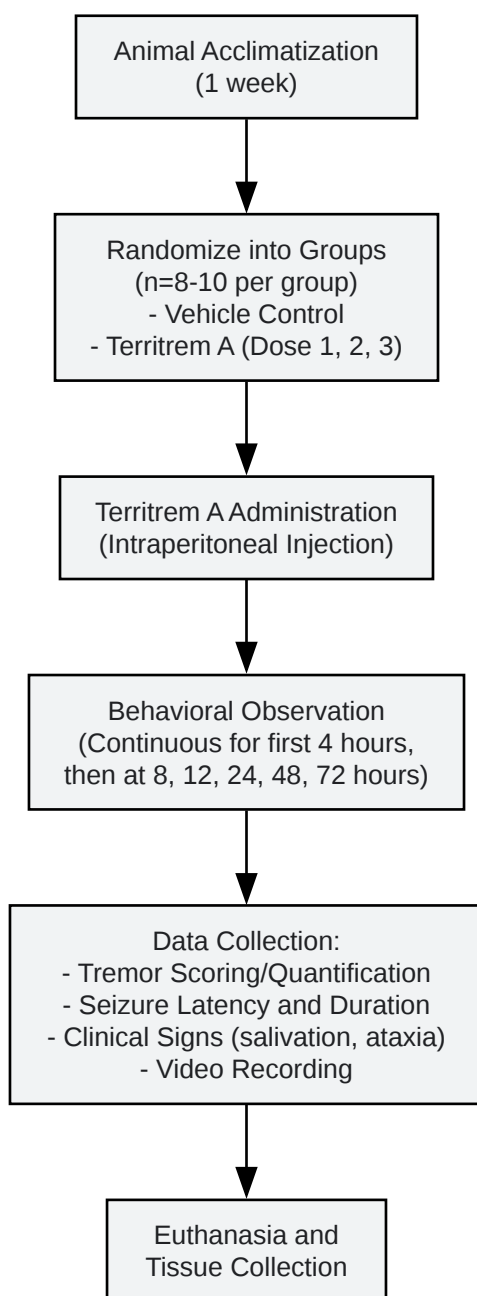 Animal Acclimatization
(1 week)
Randomize into Groups
(n=8-10 per group)
- Vehicle Control
- Territrem A (Dose 1, 2, 3)
Territrem A Administration
(Intraperitoneal Injection)
Behavioral Observation
(Continuous for first 4 hours,
then at 8, 12, 24, 48, 72 hours)
Data Collection:
- Tremor Scoring/Quantification
- Seizure Latency and Duration
- Clinical Signs (salivation, ataxia)
- Video Recording
Euthanasia and
Tissue Collection